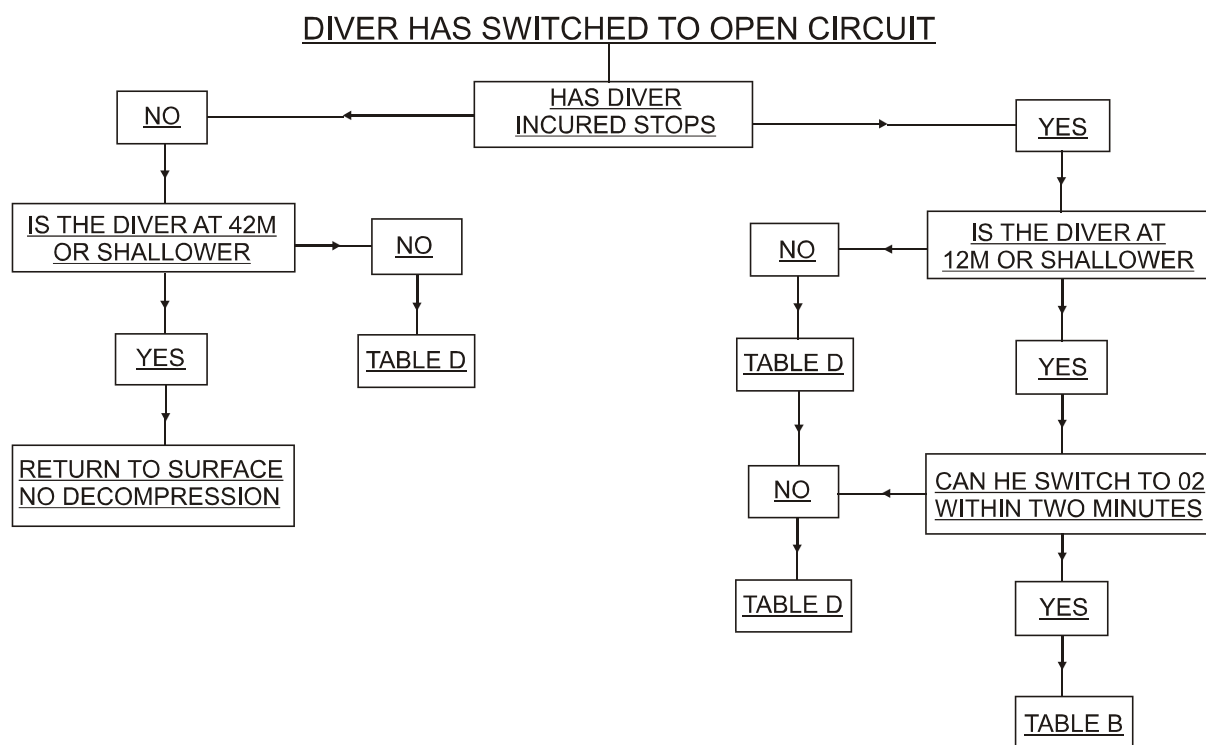 DIVER HAS SWITCHED TO OPEN CIRCUIT
HAS DIVER
INCURED STOPS
NO
YES
IS THE DIVER AT 42M
OR SHALLOWER
NO
NO
IS THE DIVER AT
12M OR SHALLOWER
YES
TABLE D
TABLE D
YES
RETURN TO SURFACE
NO DECOMPRESSION
NO
CAN HE SWITCH TO 02
WITHIN TWO MINUTES
TABLE D
YES
TABLE B